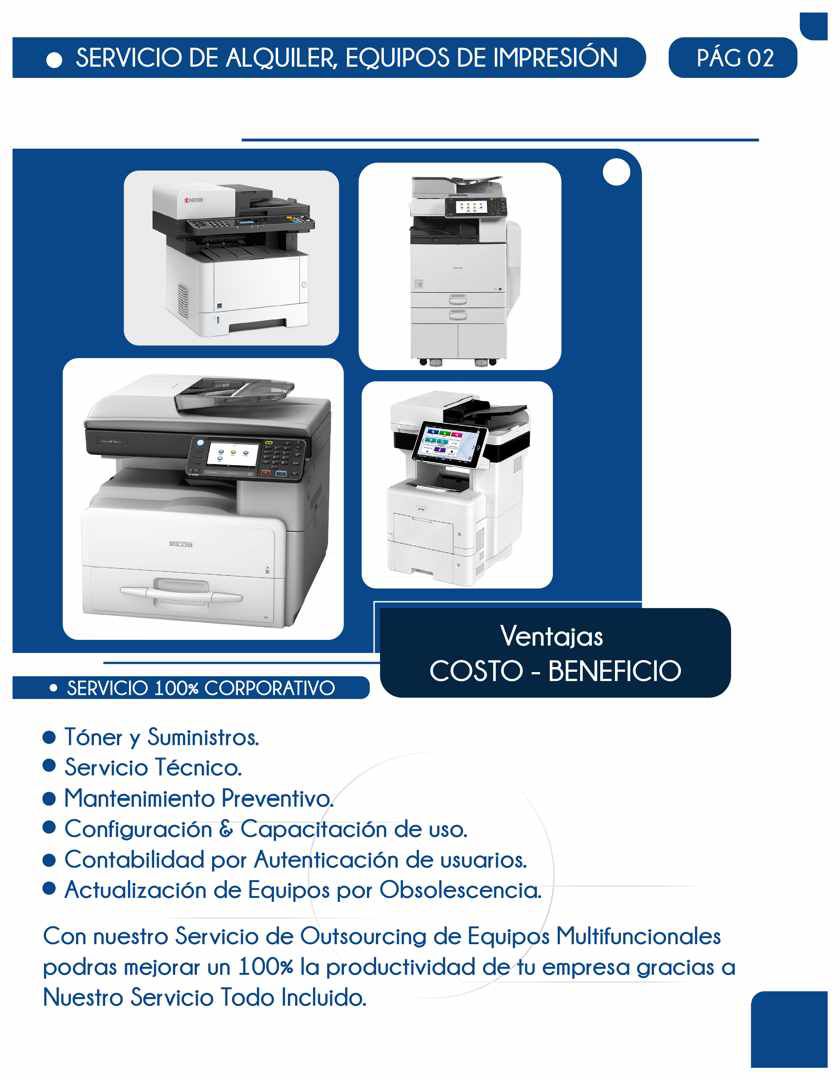 SERVICIO DE ALQUILER, EQUIPOS DE IMPRESIÓN
PÁG 02
Ventajas
COSTO - BENEFICIO
SERVICIO 100% CORPORATIVO
Tóner y Suministros.
Servicio Técnico.
Mantenimiento Preventivo.
Configuración & Capacitación de uso.
Contabilidad por Autenticación de usuarios.
Actualización de Equipos por Obsolescencia.
Con nuestro Servicio de Outsourcing de Equipos Multifuncionales
podras mejorar un 100% la productividad de tu empresa gracias a
Nuestro Servicio Todo Incluido.